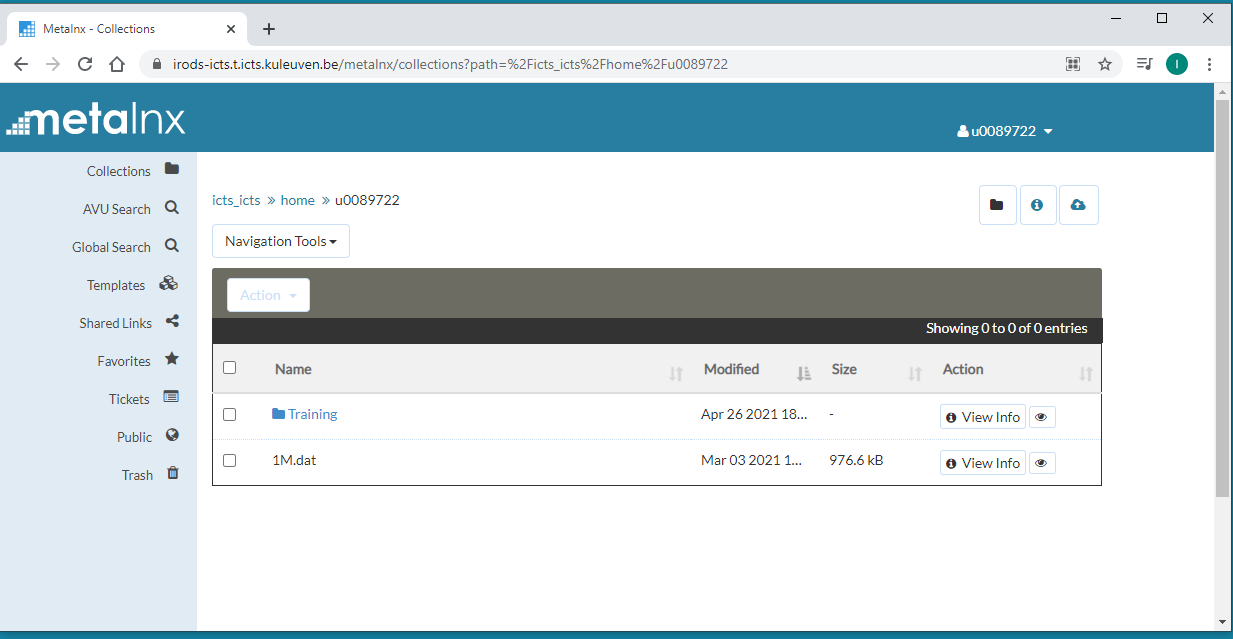 Metalnx - Collections
irods-icts.t.icts.kuleuven.be/metalnx/collections?path=%2Ficts_icts%2Fhome%2Fu0089722
I
metalnx
u0089722
Collections
AVU Search
Global Search
Templates
Shared Links
Favorites
Tickets
Public
Trash
icts_icts » home » u0089722
Navigation Tools
Action
Showing 0 to 0 of 0 entries
Name Modified Size Action
Training Apr 26 2021 18... - View Info
1M.dat Mar 03 2021 1... 976.6 kB View Info